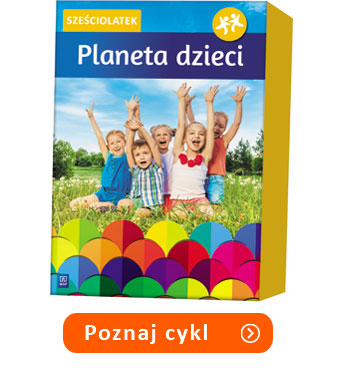 SZEŚCIOLATEK
Planeta dzieci
Poznaj cykl